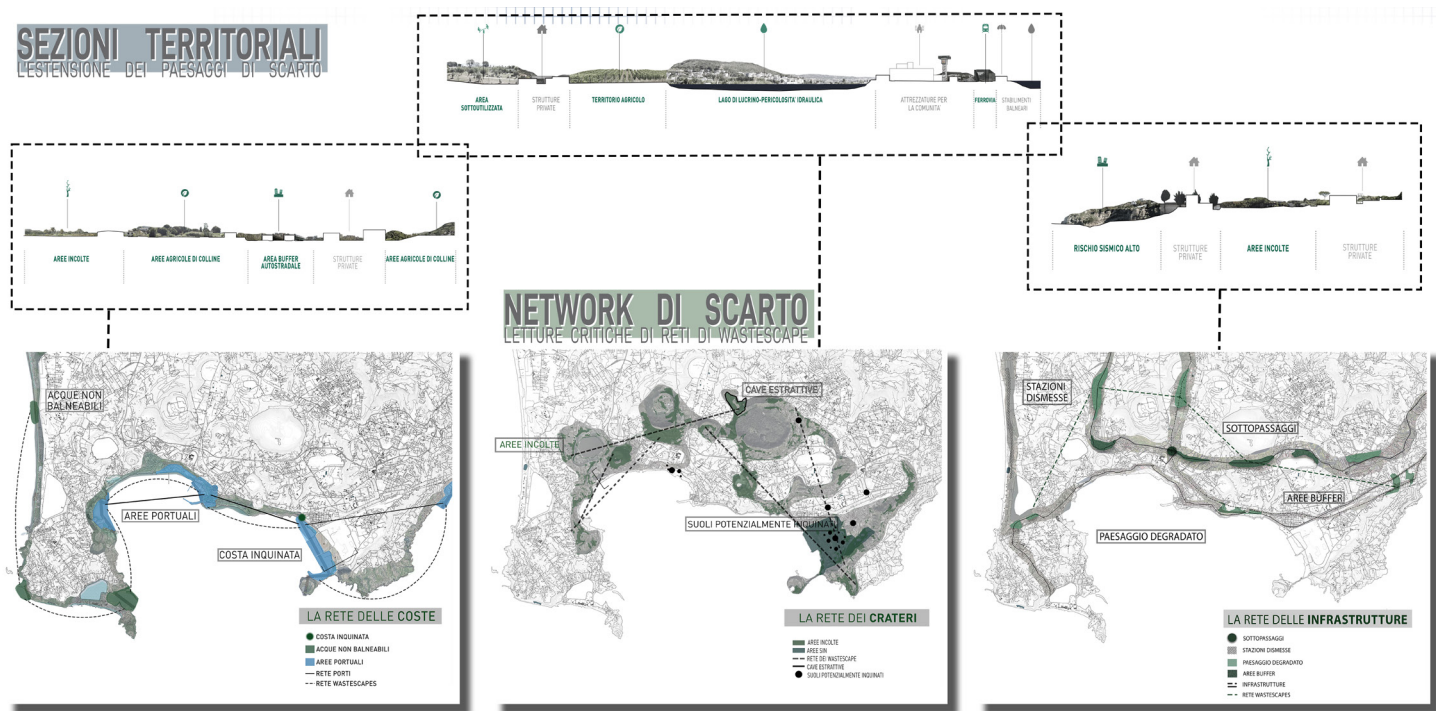 SEZIONI TERRITORIALI
L'ESTENSIONE DEI PAESAGGI DI SCARTO
AREA
SOTTOUTILIZZATA
STRUTTURE
PRIVATE
TERRITORIO AGRICOLO
LAGO DI LUCRINO-PERICOLOSITA' IDRAULICA
ATTREZZATURE PER
LA COMUNITA'
FERROVIA
STABILIMENTI
BALNEARI
AREE INCOLTE
AREE AGRICOLE DI COLLINE
AREA BUFFER
AUTOSTRADALE
STRUTTURE
PRIVATE
AREE AGRICOLE DI COLLINE
RISCHIO SISMICO ALTO
STRUTTURE
PRIVATE
AREE INCOLTE
STRUTTURE
PRIVATE
NETWORK DI SCARTO
LETTURE CRITICHE DI RETI DI WASTESCAPE
ACQUE NON
BALNEABILI
AREE PORTUALI
COSTA INQUINATA
LA RETE DELLE COSTE
COSTA INQUINATA
ACQUE NON BALNEABILI
AREE PORTUALI
RETE PORTI
RETE WASTESCAPES
CAVE ESTRATTIVE
AREE INCOLTE
SUOLI POTENZIALMENTE INQUINATI
LA RETE DEI CRATERI
AREE INCOLTE
AREE SIN
RETE DEI WASTESCAPE
CAVE ESTRATTIVE
SUOLI POTENZIALMENTE INQUINATI
STAZIONI
DISMESSE
SOTTOPASSAGGI
AREE BUFFER
PAESAGGIO DEGRADATO
LA RETE DELLE INFRASTRUTTURE
SOTTOPASSAGGI
STAZIONI DISMESSE
PAESAGGIO DEGRADATO
AREE BUFFER
INFRASTRUTTURE
RETE WASTESCAPES